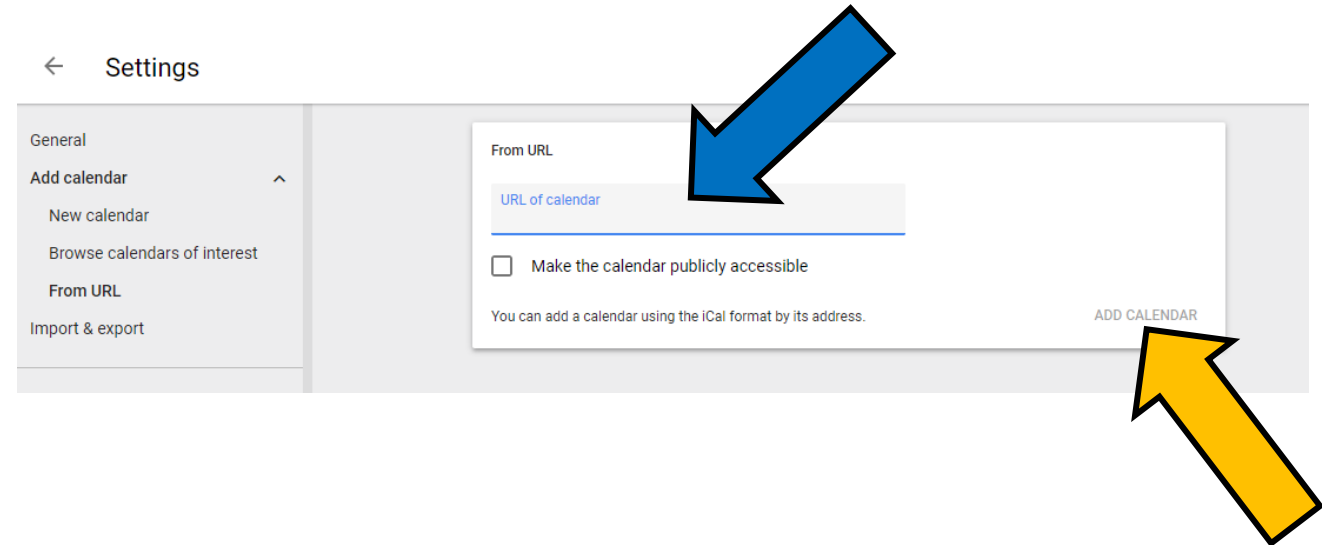 Settings
General
Add calendar
New calendar
Browse calendars of interest
From URL
Import & export
From URL
URL of calendar
Make the calendar publicly accessible
You can add a calendar using the iCal format by its address.
ADD CALENDAR